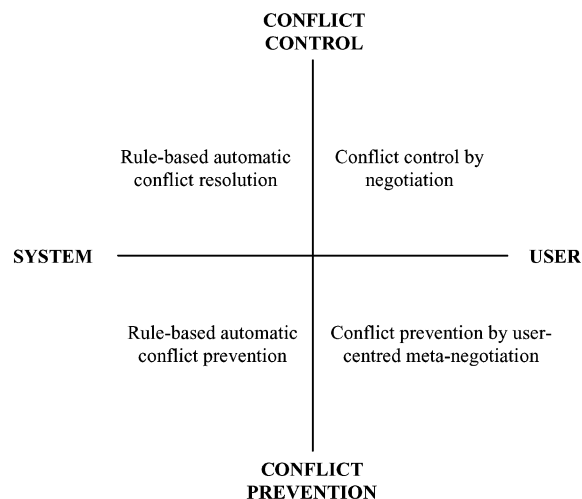 CONFLICT
CONTROL
Rule-based automatic
conflict resolution
Conflict control by
negotiation
SYSTEM
USER
Rule-based automatic
conflict prevention
Conflict prevention by user-
centred meta-negotiation
CONFLICT
PREVENTION